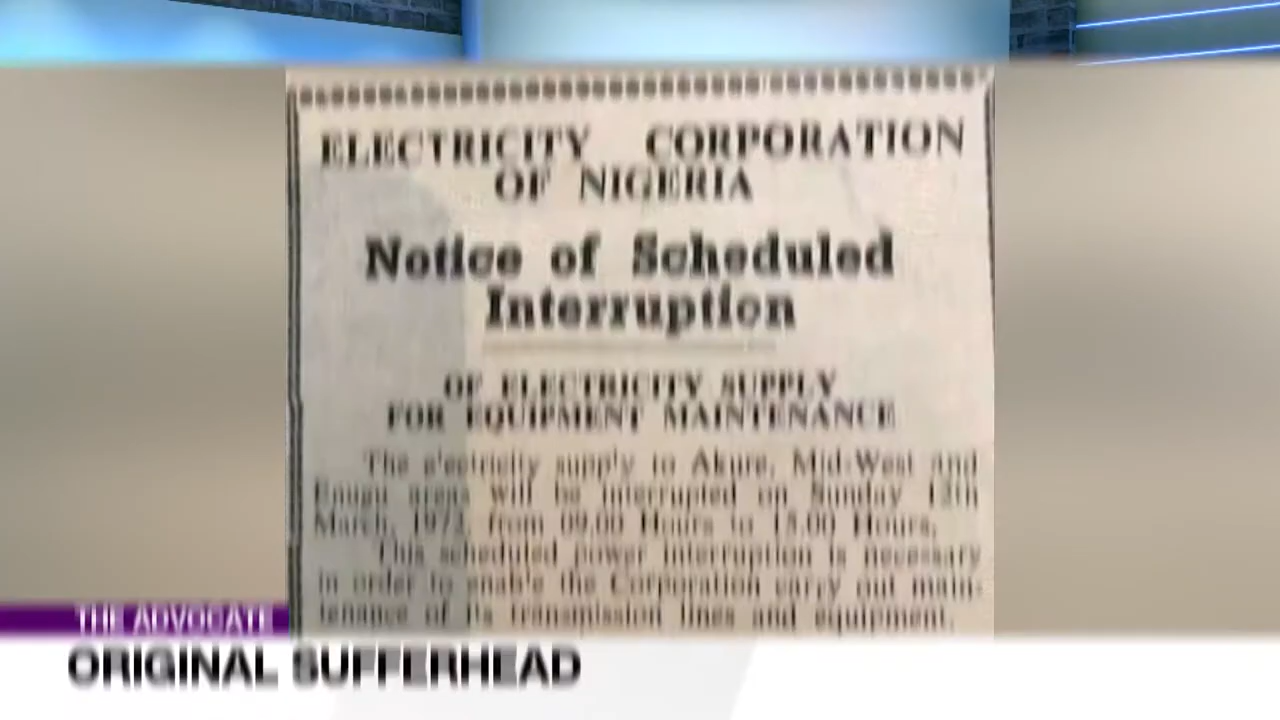 ELECTRICITY CORPORATION
OF NIGERIA
Notice of Scheduled
Interruption
OF ELECTRICITY SUPPLY
FOR EQUIPMENT MAINTENANCE
The electricity supply to Akure, Mid-West and
Enugu areas will be interrupted on Sunday 12th
March, 1972, from 09.00 Hours to 15.00 Hours.
This scheduled power interruption is necessary
in order to enable the Corporation carry out main-
tenance of its transmission lines and equipment.
THE ADVOCATE
ORIGINAL SUFFERHEAD